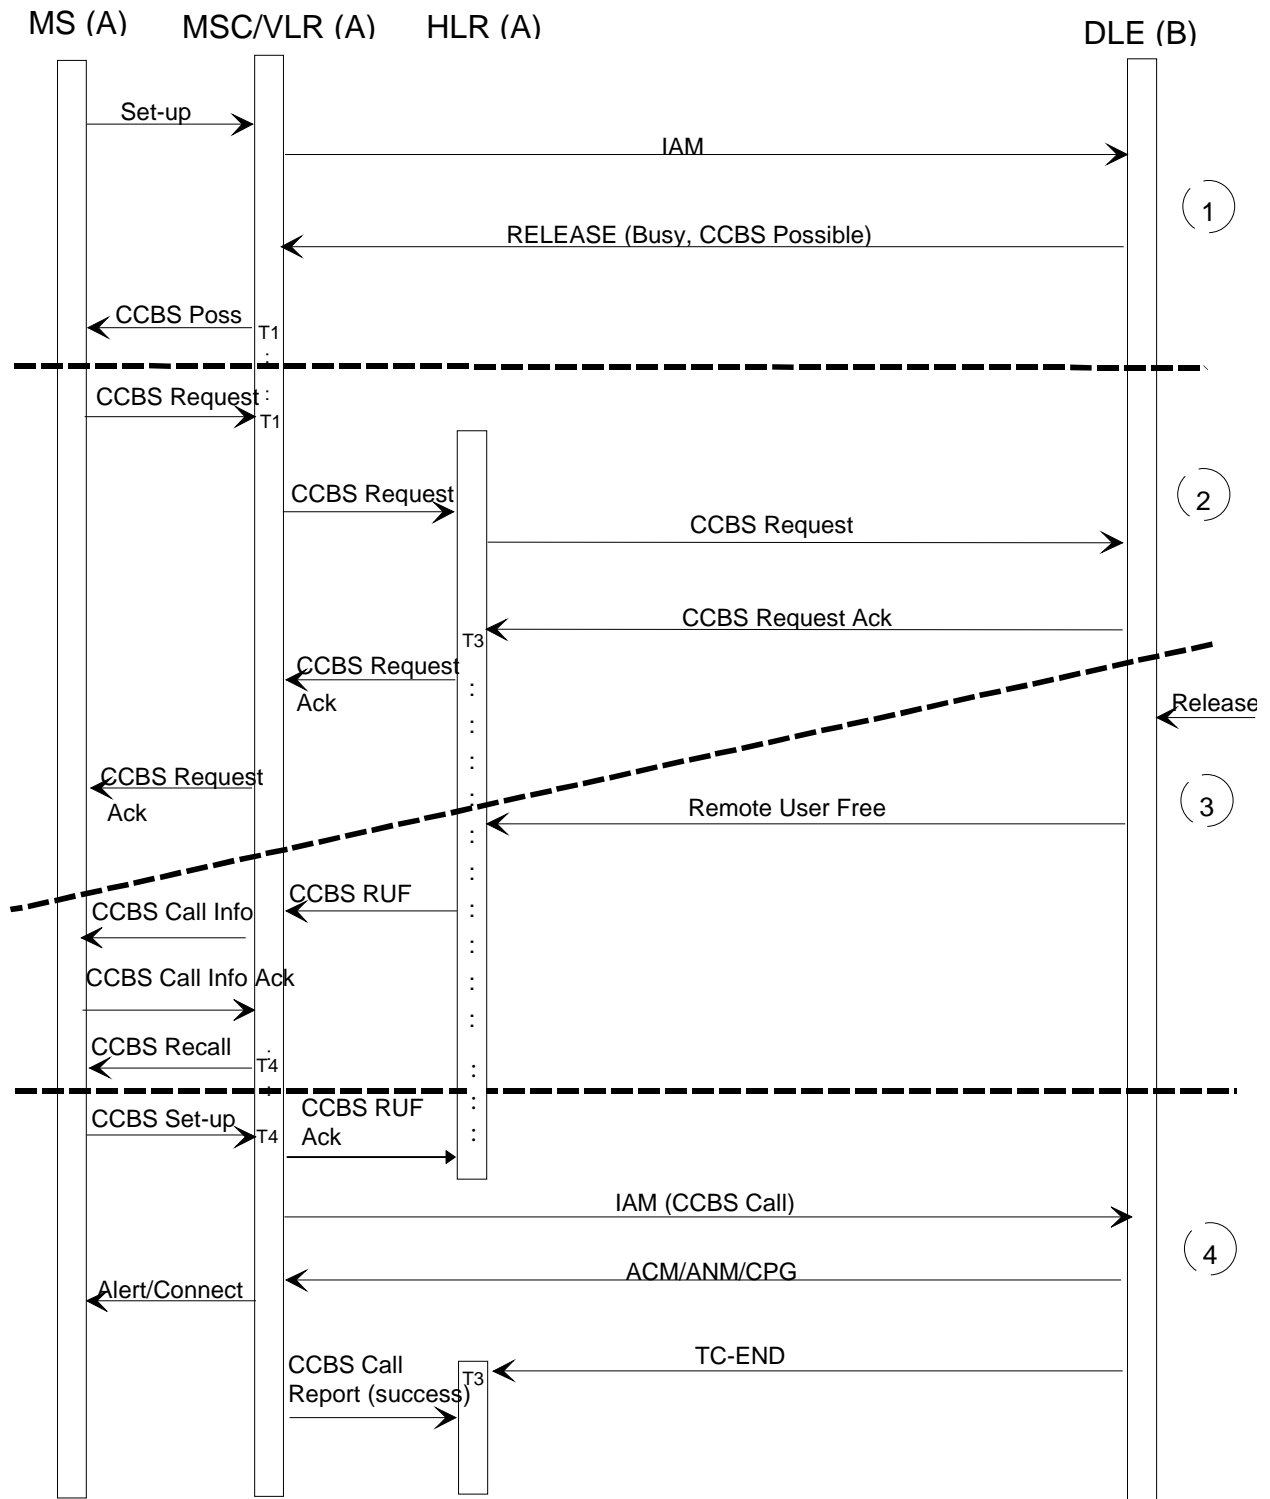 MS (A)
MSC/VLR (A)
HLR (A)
DLE (B)
Set-up
IAM
1
RELEASE (Busy, CCBS Possible)
CCBS Poss
T1
:
:
CCBS Request
T1
CCBS Request
2
CCBS Request
CCBS Request Ack
T3
CCBS Request
Ack
Release
CCBS Request
Ack
3
Remote User Free
CCBS RUF
CCBS Call Info
CCBS Call Info Ack
CCBS Recall
T4
CCBS RUF
Ack
CCBS Set-up
T4
IAM (CCBS Call)
4
ACM/ANM/CPG
Alert/Connect
TC-END
CCBS Call
Report (success)
T3